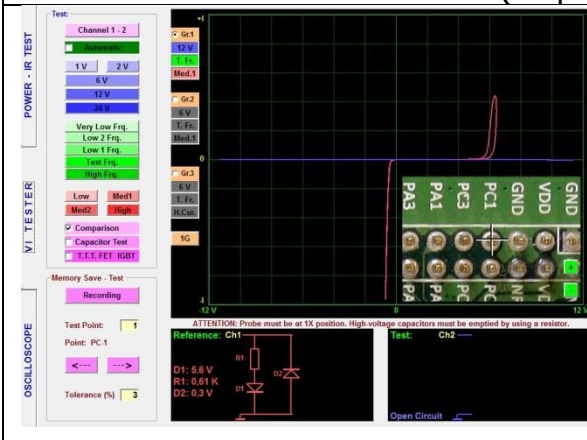 Test:
Channel 1 - 2
Automatic
1 V 2 V
6 V
12 V
24 V
Very Low Frq.
Low 2 Frq.
Low 1 Frq.
Test Frq.
High Frq.
Low Med1
Med2 High
Comparison
Capacitor Test
T.T.T. FET IGBT
Memory Save - Test
Recording
Test Point: 1
Point: PC-1
<--- --->
Tolerance (%) 3
POWER - IR TEST
VI TESTER
OSCILLOSCOPE
Gr.1
12 V
T. Fr.
Med.1
Gr.2
6 V
T. Fr.
Med.1
Gr.3
6 V
T. Fr.
H.Cur.
1G
+I
0
-I
-12 V
0
12 V
PA3 PA1 PC3 PC1 GND VDD GND
PA PA PC PC
+
-
ATTENTION: Probe must be at 1X position. High-voltage capacitors must be emptied by using a resistor.
Reference: Ch1
D1: 5,6 V
R1: 0,61 K
D2: 0,3 V
R1
D1
D2
Test: Ch2
Open Circuit